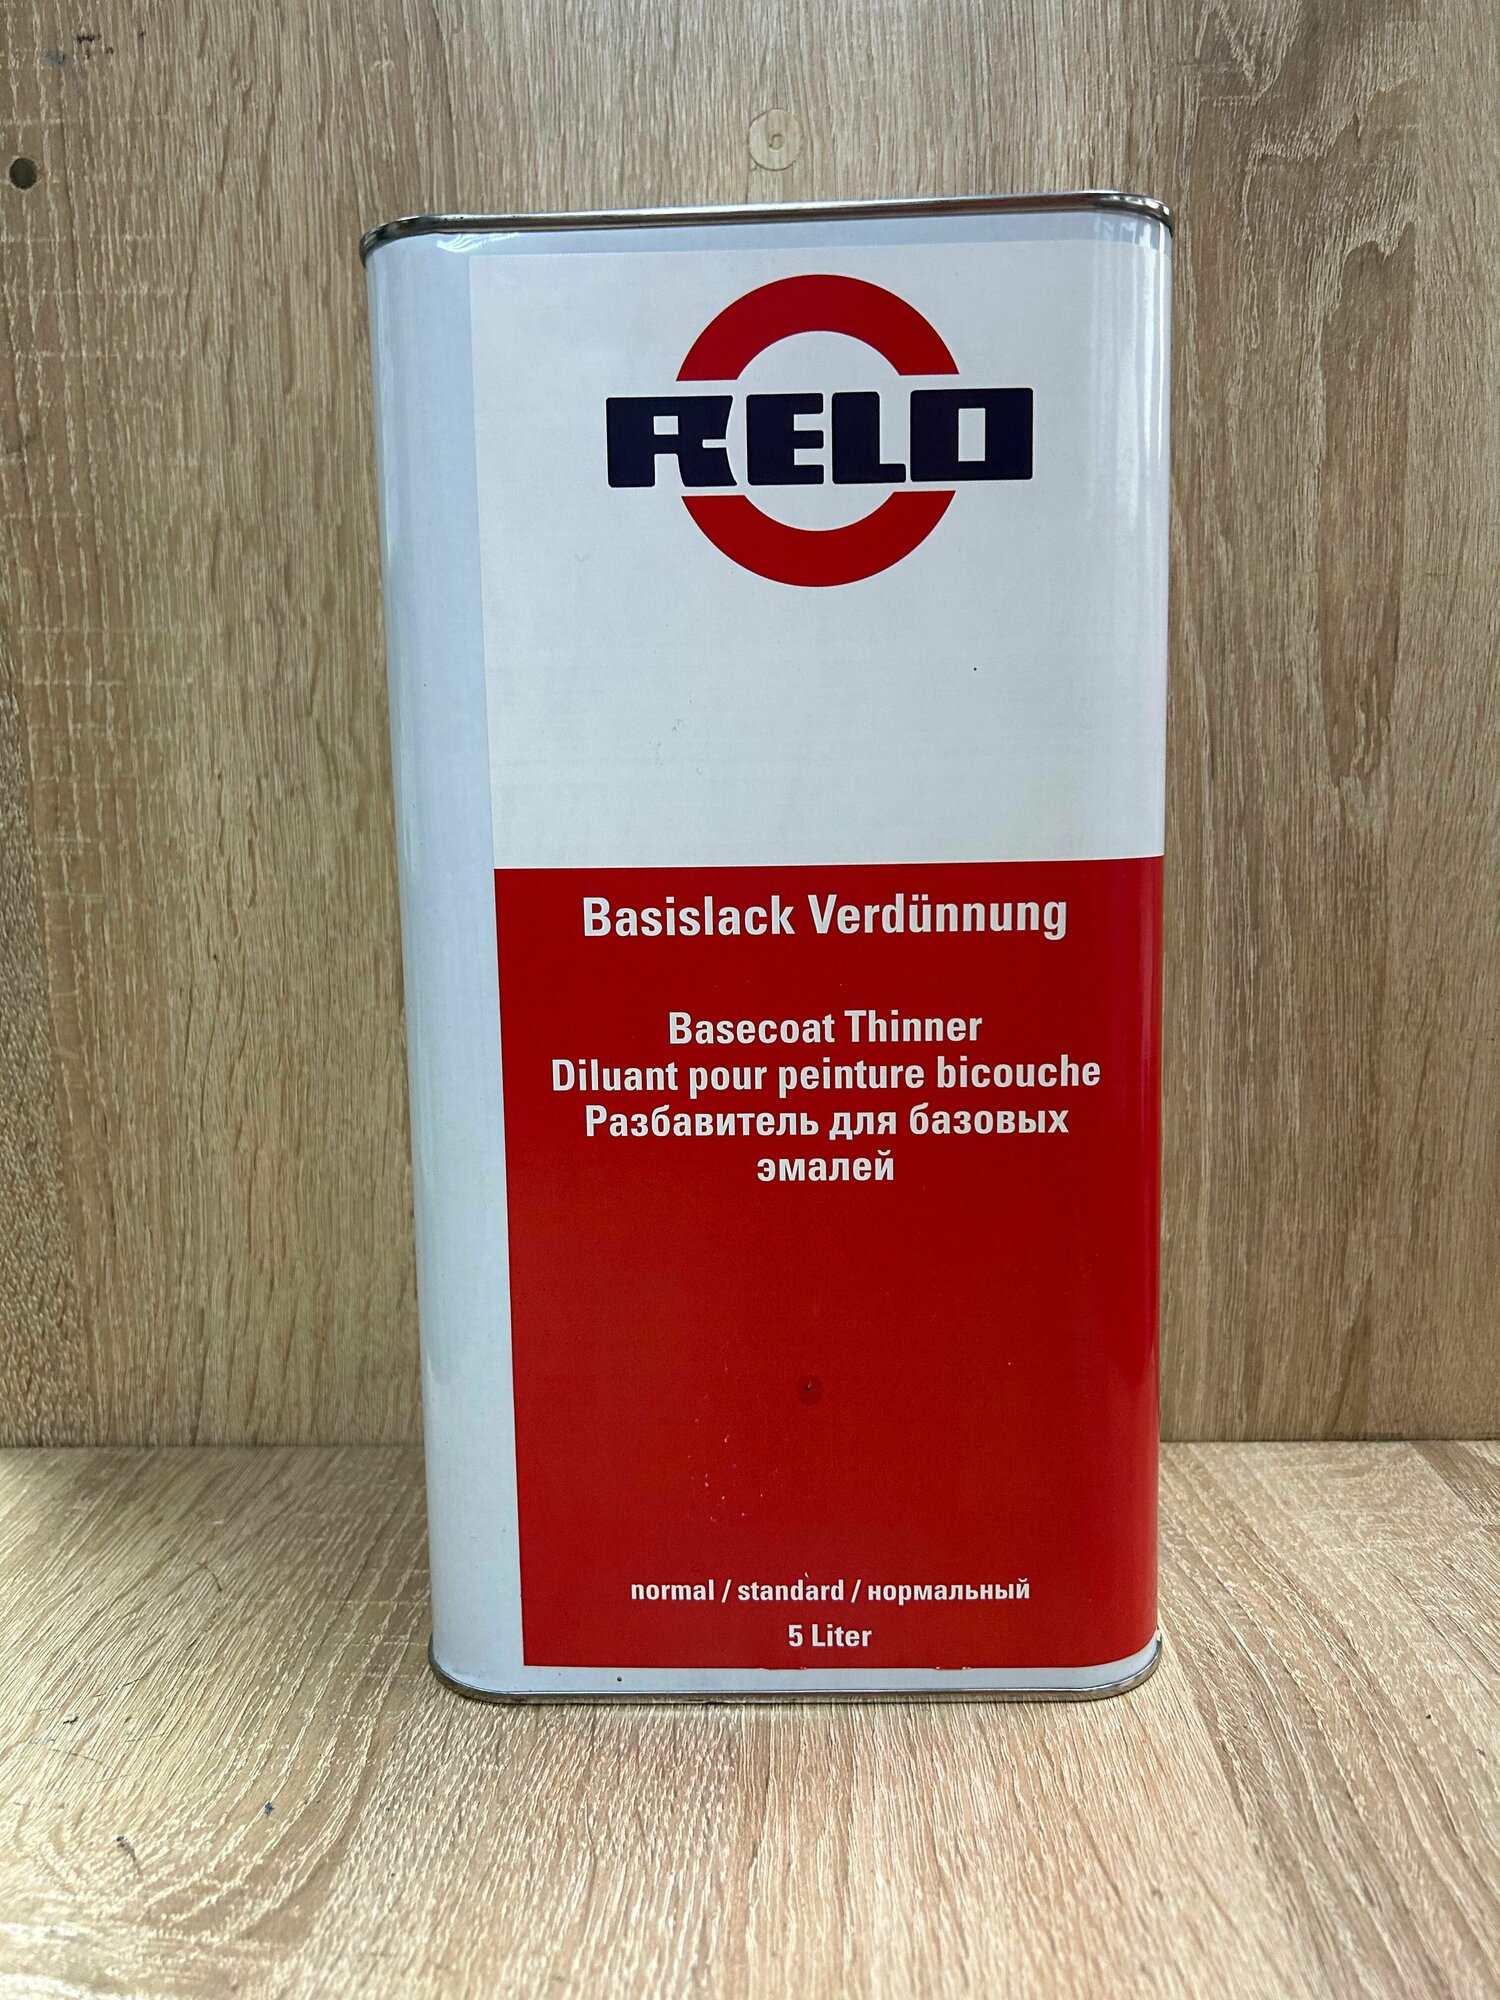 RELO
Basislack Verdünnung
Basecoat Thinner
Diluant pour peinture bicouche
Разбавитель для базовых
эмалей
normal / standard / нормальный
5 Liter